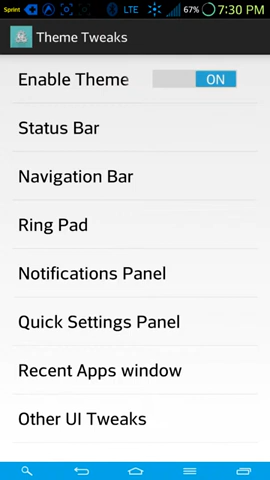 Sprint LTE 67% 7:30 PM
Theme Tweaks
Enable Theme ON
Status Bar
Navigation Bar
Ring Pad
Notifications Panel
Quick Settings Panel
Recent Apps window
Other UI Tweaks